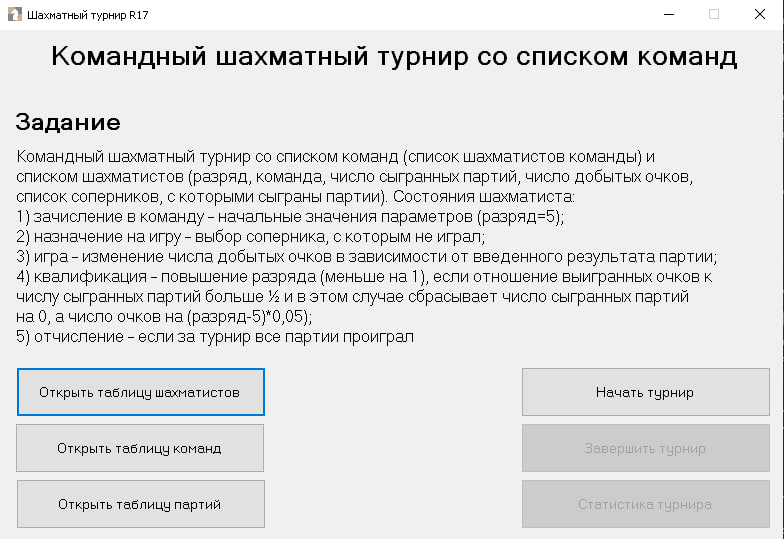 Шахматный турнир R17
Командный шахматный турнир со списком команд
Задание
Командный шахматный турнир со списком команд (список шахматистов команды) и
списком шахматистов (разряд, команда, число сыгранных партий, число добытых очков,
список соперников, с которыми сыграны партии). Состояния шахматиста:
1) зачисление в команду – начальные значения параметров (разряд=5);
2) назначение на игру – выбор соперника, с которым не играл;
3) игра – изменение числа добытых очков в зависимости от введенного результата партии;
4) квалификация – повышение разряда (меньше на 1), если отношение выигранных очков к
числу сыгранных партий больше ½ и в этом случае сбрасывает число сыгранных партий
на 0, а число очков на (разряд-5)*0,05);
5) отчисление – если за турнир все партии проиграл
Открыть таблицу шахматистов
Начать турнир
Открыть таблицу команд
Завершить турнир
Открыть таблицу партий
Статистика турнира